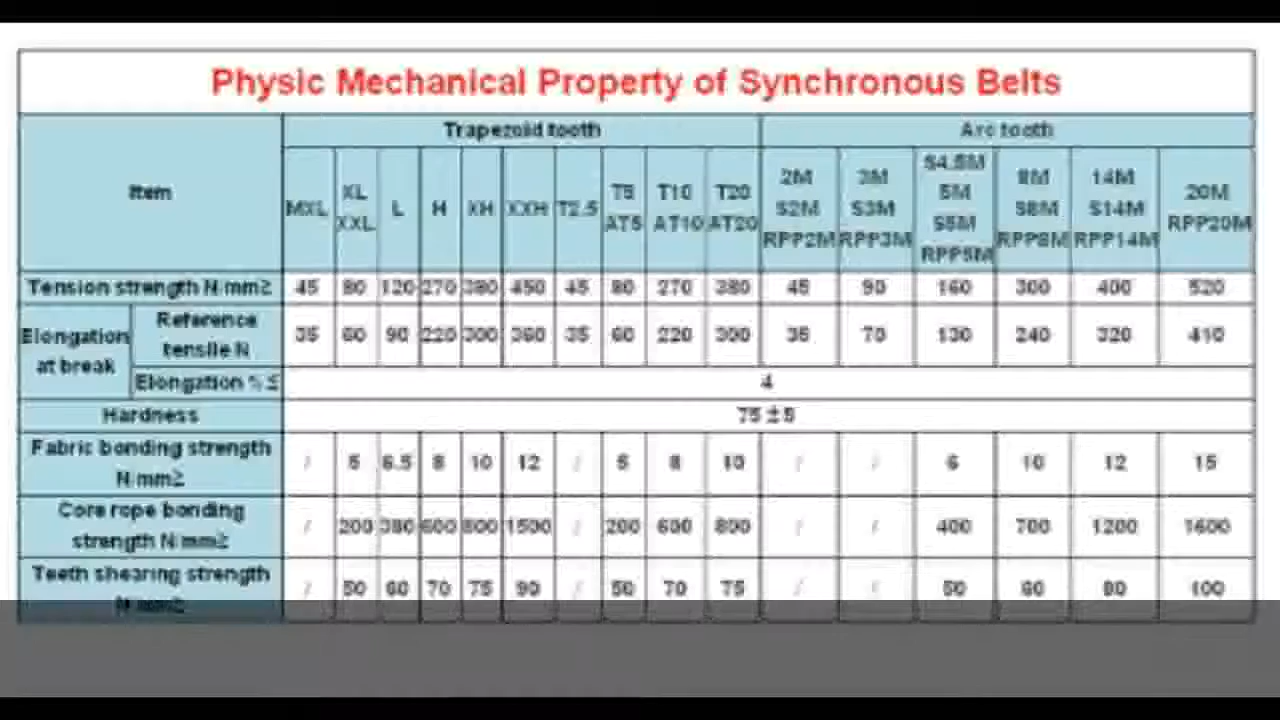 Physic Mechanical Property of Synchronous Belts
Item Trapezoid tooth Arc tooth
MXL XL XXL L H XH XXH T2.5 T5 AT5 T10 AT10 T20 AT20 2M S2M RPP2M 3M S3M RPP3M S4.5M 5M S5M RPP5M 8M S8M RPP8M 14M S14M RPP14M 20M RPP20M
Tension strength N/mm≥ 45 80 120 270 380 450 45 80 270 380 45 90 160 300 400 520
Elongation at break Reference tensile N 35 60 90 220 300 360 35 60 220 300 35 70 130 240 320 410
Elongation % ≤ 4
Hardness 75±5
Fabric bonding strength N/mm≥ / 5 6.5 8 10 12 / 5 8 10 / / 6 10 12 15
Core rope bonding strength N/mm≥ / 200 380 600 800 1500 / 200 600 800 / / 400 700 1200 1600
Teeth shearing strength N/mm≥ / 50 60 70 75 90 / 50 70 75 / / 50 60 80 100